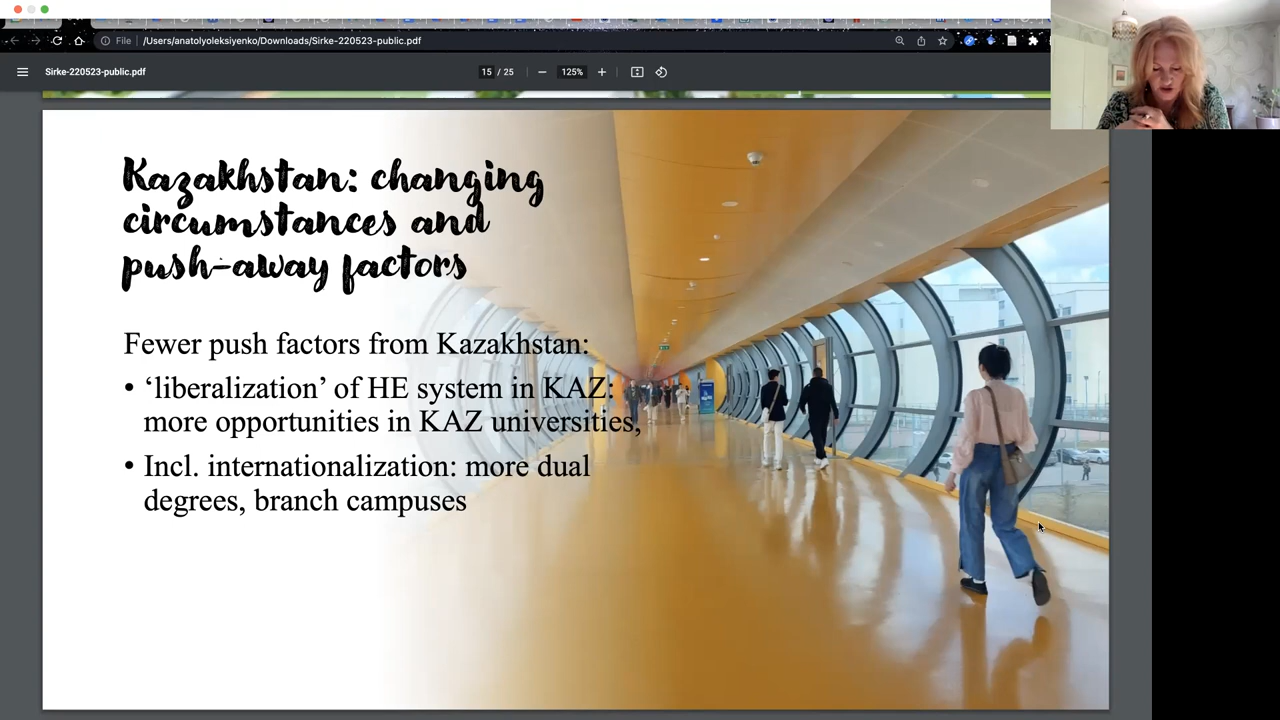 File
/Users/anatolyoleksiyenko/Downloads/Sirke-220523-public.pdf
Sirke-220523-public.pdf
15 / 25
125%
Kazakhstan: changing
circumstances and
push-away factors
Fewer push factors from Kazakhstan:
• ‘liberalization’ of HE system in KAZ:
more opportunities in KAZ universities,
• Incl. internationalization: more dual
degrees, branch campuses